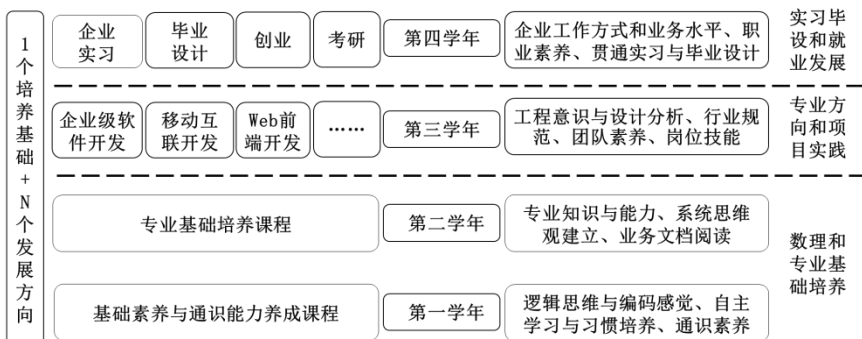 1个培养基础+N个发展方向
企业
实习
毕业
设计
创业
考研
第四学年
企业工作方式和业务水平、职
业素养、贯通实习与毕业设计
实习毕
设和就
业发展
企业级软
件开发
移动互
联开发
Web前
端开发
……
第三学年
工程意识与设计分析、行业规
范、团队素养、岗位技能
专业方
向和项
目实践
专业基础培养课程
第二学年
专业知识与能力、系统思维
观建立、业务文档阅读
数理和
专业基
础培养
基础素养与通识能力养成课程
第一学年
逻辑思维与编码感觉、自主
学习与习惯培养、通识素养